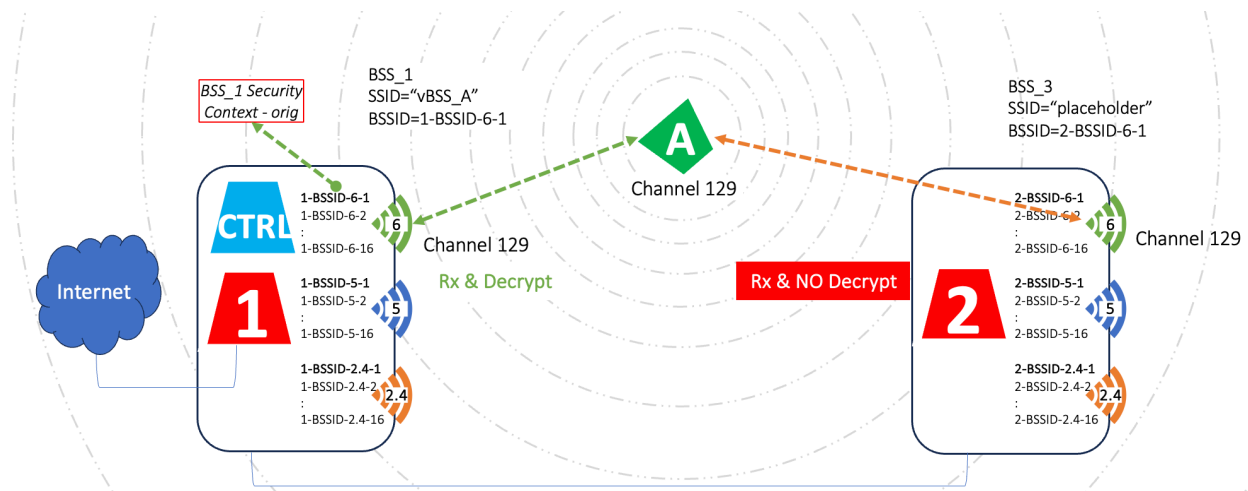 BSS_1 Security
Context - orig
BSS_1
SSID=“vBSS_A”
BSSID=1-BSSID-6-1
A
Channel 129
BSS_3
SSID=“placeholder”
BSSID=2-BSSID-6-1
CTRL
1-BSSID-6-1
1-BSSID-6-2
:
1-BSSID-6-16
6
Channel 129
Rx & Decrypt
Internet
1
1-BSSID-5-1
1-BSSID-5-2
:
1-BSSID-5-16
5
1-BSSID-2.4-1
1-BSSID-2.4-2
:
1-BSSID-2.4-16
2.4
Rx & NO Decrypt
2
2-BSSID-6-1
2-BSSID-6-2
:
2-BSSID-6-16
6
Channel 129
2-BSSID-5-1
2-BSSID-5-2
:
2-BSSID-5-16
5
2-BSSID-2.4-1
2-BSSID-2.4-2
:
2-BSSID-2.4-16
2.4